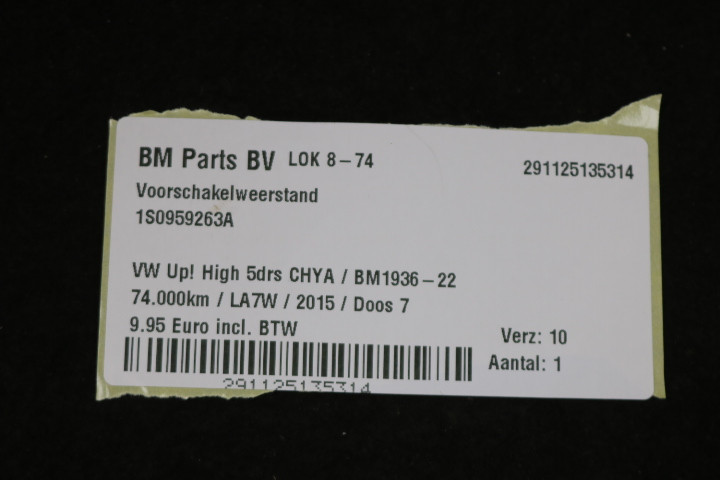 BM Parts BV LOK 8-74
291125135314
Voorschakelweerstand
1S0959263A
VW Up! High 5drs CHYA / BM1936-22
74.000km / LA7W / 2015 / Doos 7
9.95 Euro incl. BTW
Verz: 10
Aantal: 1
291125135314